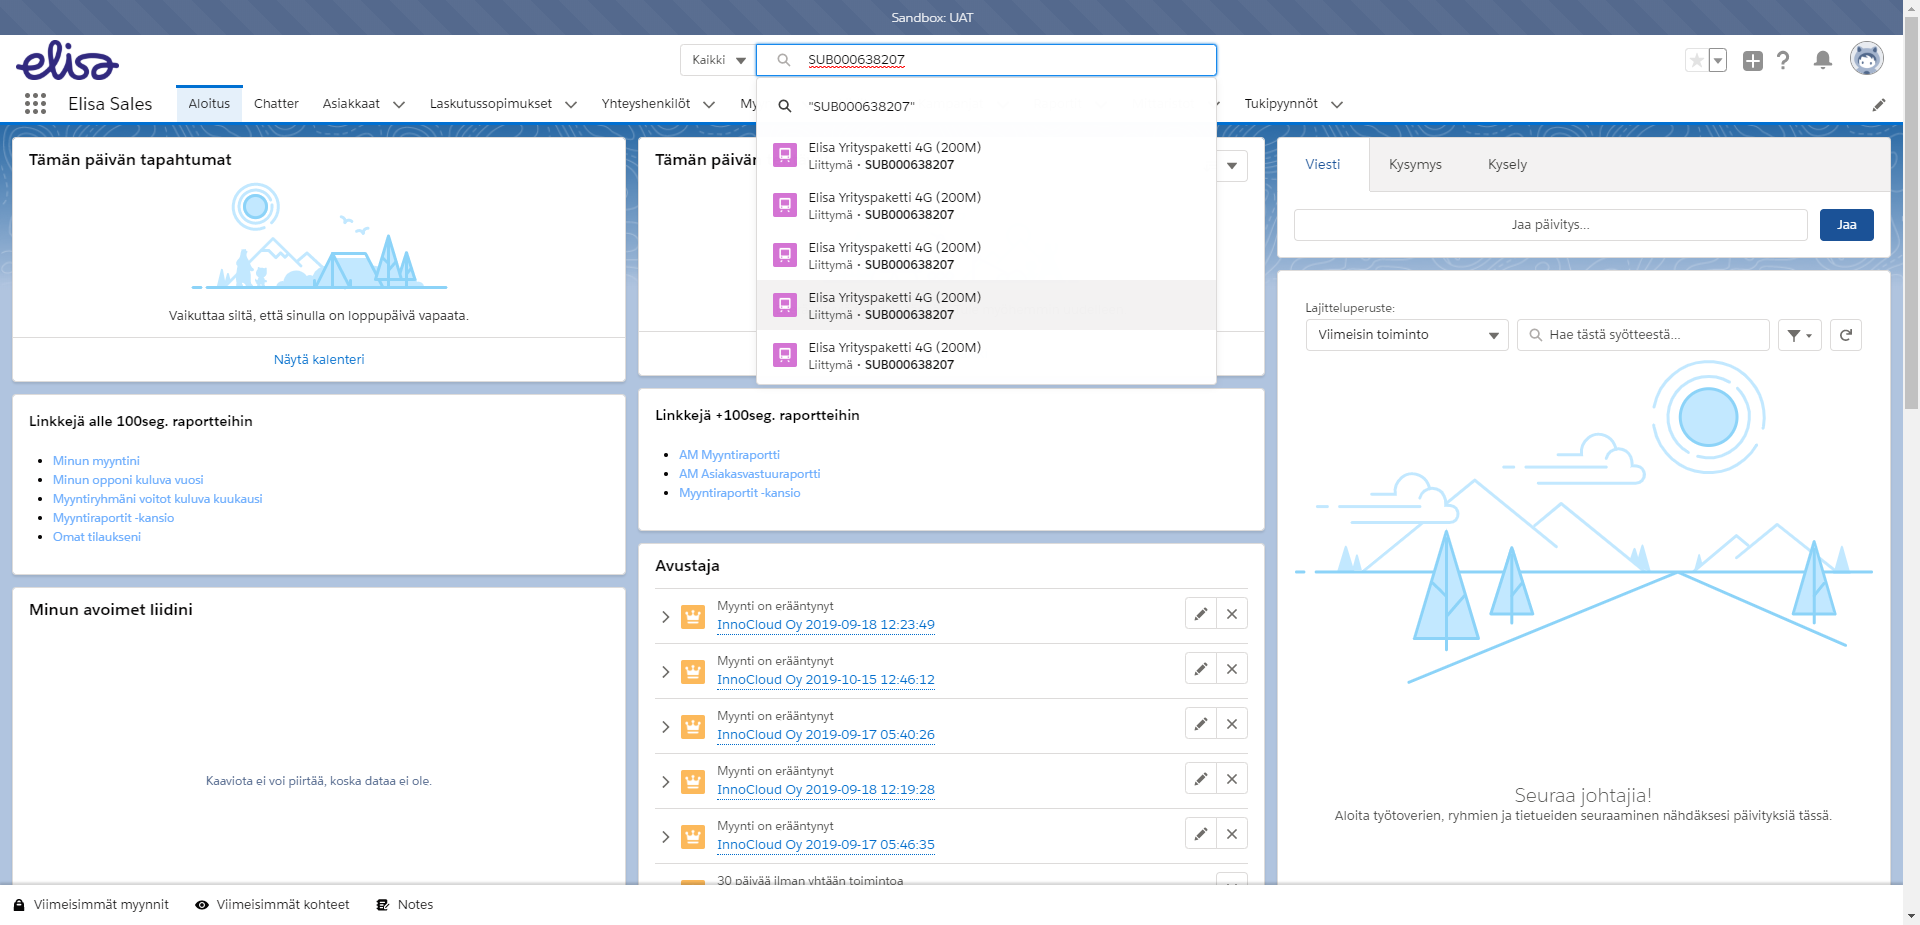 Sandbox: UAT
elisa
Kaikki
SUB000638207
Elisa Sales
Aloitus
Chatter
Asiakkaat
Laskutussopimukset
Yhteyshenkilöt
My
Tukipyynnöt
"SUB000638207"
Elisa Yrityspaketti 4G (200M)
Liittymä • SUB000638207
Elisa Yrityspaketti 4G (200M)
Liittymä • SUB000638207
Elisa Yrityspaketti 4G (200M)
Liittymä • SUB000638207
Elisa Yrityspaketti 4G (200M)
Liittymä • SUB000638207
Elisa Yrityspaketti 4G (200M)
Liittymä • SUB000638207
Tämän päivän tapahtumat
Vaikuttaa siltä, että sinulla on loppupäivä vapaata.
Näytä kalenteri
Linkkejä alle 100seg. raportteihin
Minun myyntini
Minun opponi kuluva vuosi
Myyntiryhmäni voitot kuluva kuukausi
Myyntiraportit -kansio
Omat tilaukseni
Minun avoimet liidini
Kaaviota ei voi piirtää, koska dataa ei ole.
Tämän päivän
Linkkejä +100seg. raportteihin
AM Myyntiraportti
AM Asiakasvastuuraportti
Myyntiraportit -kansio
Avustaja
Myynti on erääntynyt
InnoCloud Oy 2019-09-18 12:23:49
Myynti on erääntynyt
InnoCloud Oy 2019-10-15 12:46:12
Myynti on erääntynyt
InnoCloud Oy 2019-09-17 05:40:26
Myynti on erääntynyt
InnoCloud Oy 2019-09-18 12:19:28
Myynti on erääntynyt
InnoCloud Oy 2019-09-17 05:46:35
30 päivää ilman yhtään toimintoa
Viesti
Kysymys
Kysely
Jaa päivitys...
Jaa
Lajitteluperuste:
Viimeisin toiminto
Hae tästä syötteestä...
Seuraa johtajia!
Aloita työtoverien, ryhmien ja tietueiden seuraaminen nähdäksesi päivityksiä tässä.
Viimeisimmät myynnit
Viimeisimmät kohteet
Notes